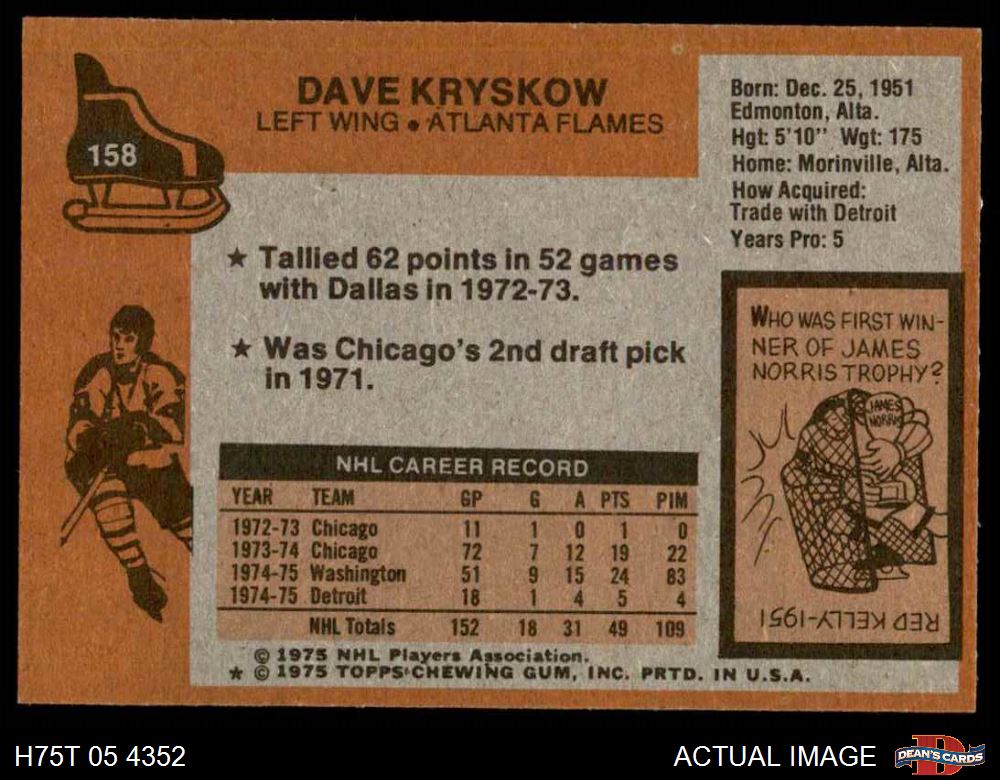 158
DAVE KRYSKOW
LEFT WING • ATLANTA FLAMES
Born: Dec. 25, 1951
Edmonton, Alta.
Hgt: 5'10" Wgt: 175
Home: Morinville, Alta.
How Acquired:
Trade with Detroit
Years Pro: 5
★ Tallied 62 points in 52 games
with Dallas in 1972-73.
★ Was Chicago's 2nd draft pick
in 1971.
WHO WAS FIRST WIN-
NER OF JAMES
NORRIS TROPHY?
JAMES
NORRIS
RED KELLY-1951
NHL CAREER RECORD
YEAR TEAM GP G A PTS PIM
1972-73 Chicago 11 1 0 1 0
1973-74 Chicago 72 7 12 19 22
1974-75 Washington 51 9 15 24 83
1974-75 Detroit 18 1 4 5 4
NHL Totals 152 18 31 49 109
© 1975 NHL Players Association.
* © 1975 TOPPS CHEWING GUM, INC. PRTD. IN U.S.A.
H75T 05 4352
ACTUAL IMAGE
DEAN'S CARDS